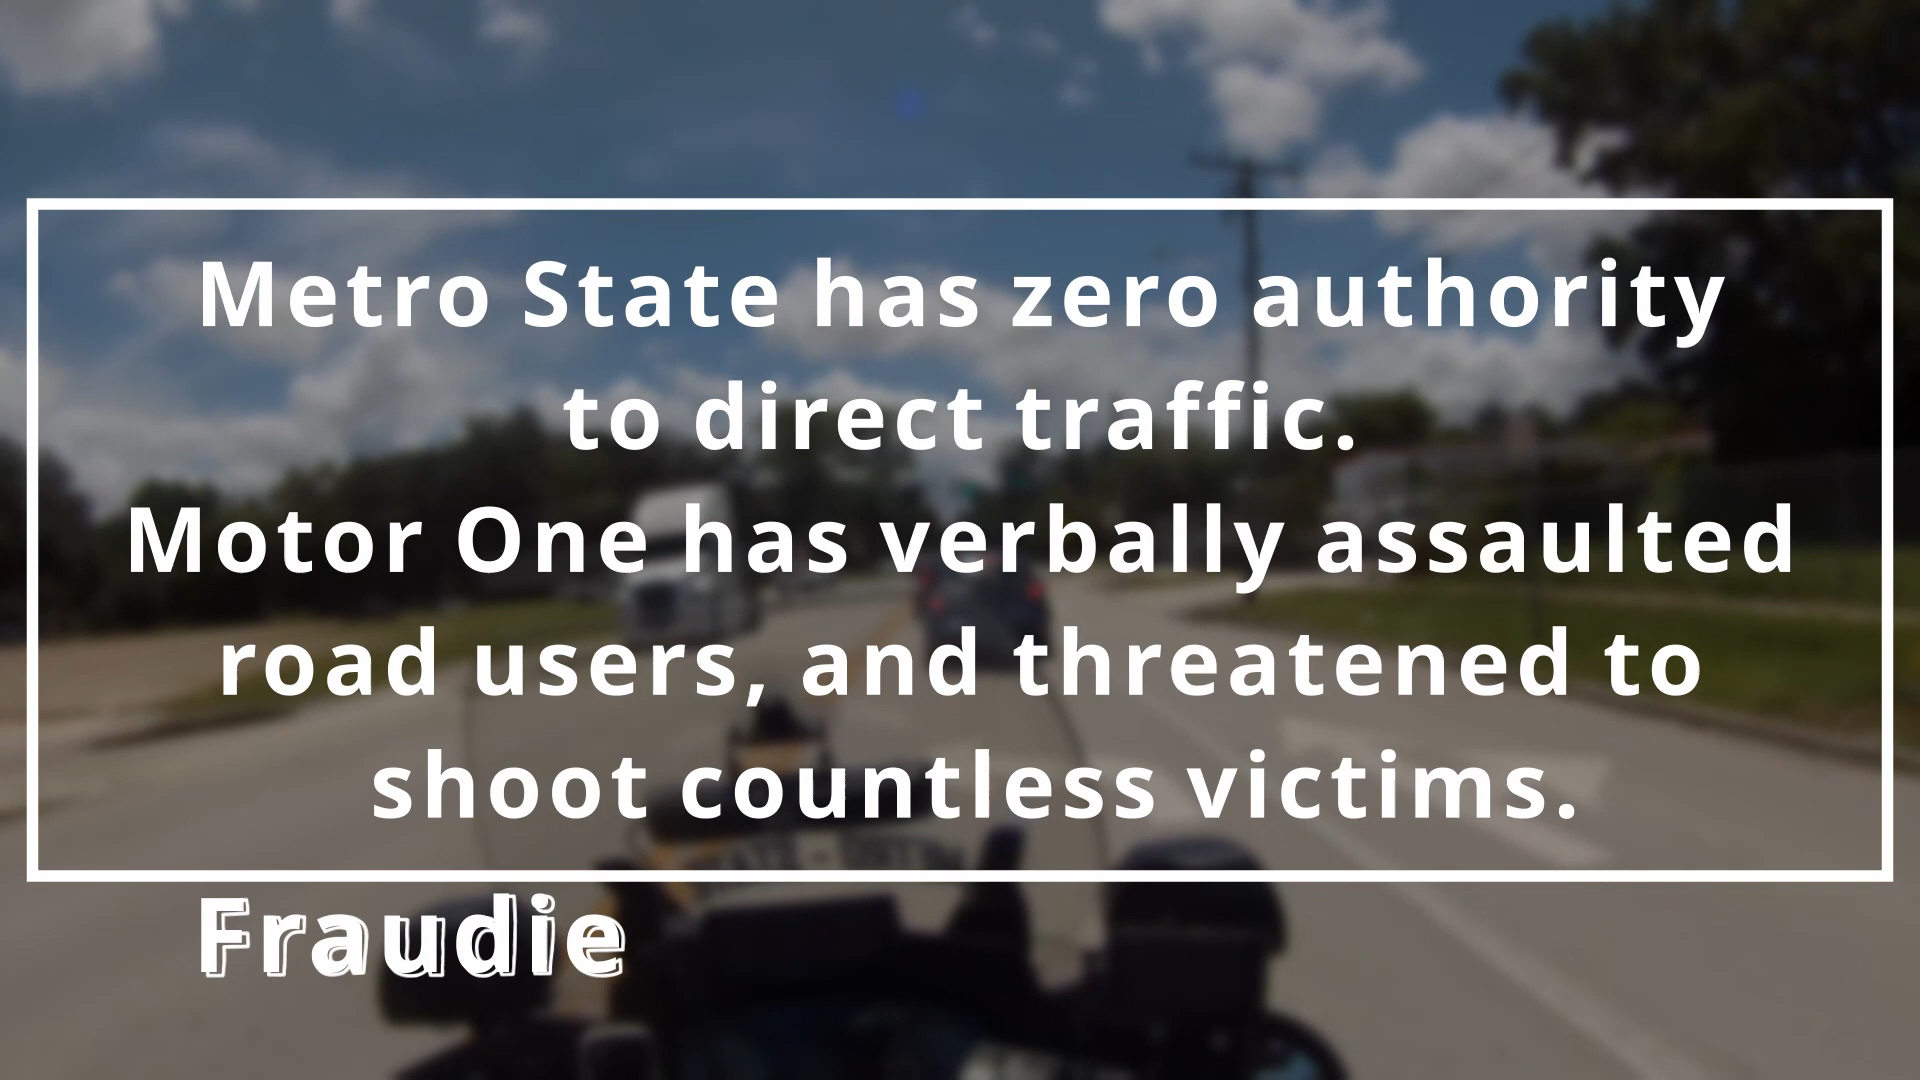 Metro State has zero authority
to direct traffic.
Motor One has verbally assaulted
road users, and threatened to
shoot countless victims.
Fraudie